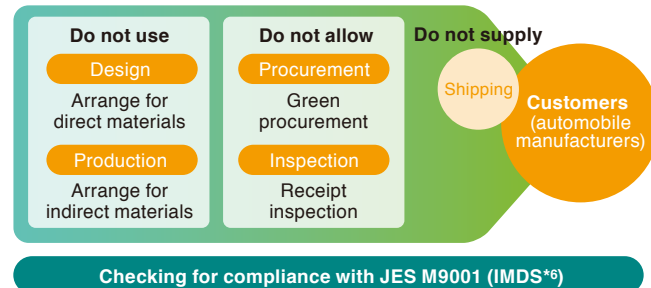 Do not use
Design
Arrange for
direct materials
Production
Arrange for
indirect materials
Do not allow
Procurement
Green
procurement
Inspection
Receipt
inspection
Do not supply
Shipping
Customers
(automobile
manufacturers)
Checking for compliance with JES M9001 (IMDS*6)